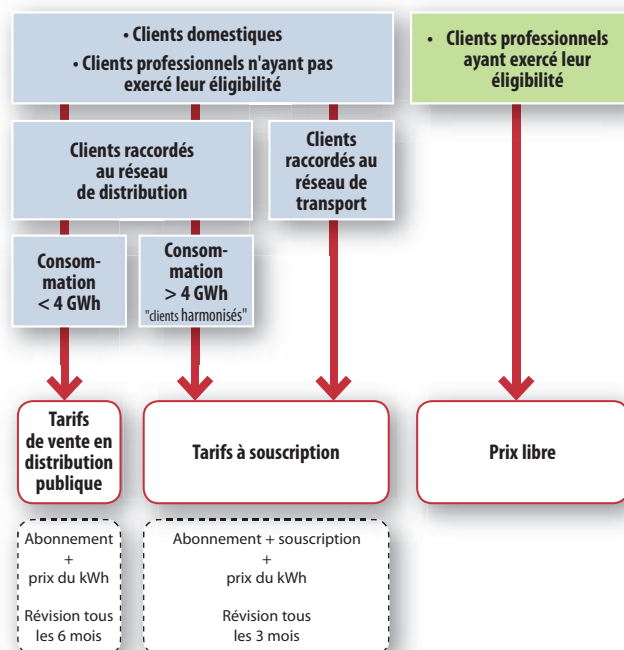 • Clients domestiques
• Clients professionnels n'ayant pas
exercé leur éligibilité
• Clients professionnels
ayant exercé leur
éligibilité
Clients raccordés
au réseau
de distribution
Clients
raccordés au
réseau de
transport
Consom-
mation
< 4 GWh
Consom-
mation
> 4 GWh
"clients harmonisés"
Tarifs
de vente en
distribution
publique
Tarifs à souscription
Prix libre
Abonnement
+
prix du kWh
Révision tous
les 6 mois
Abonnement + souscription
+
prix du kWh
Révision tous
les 3 mois